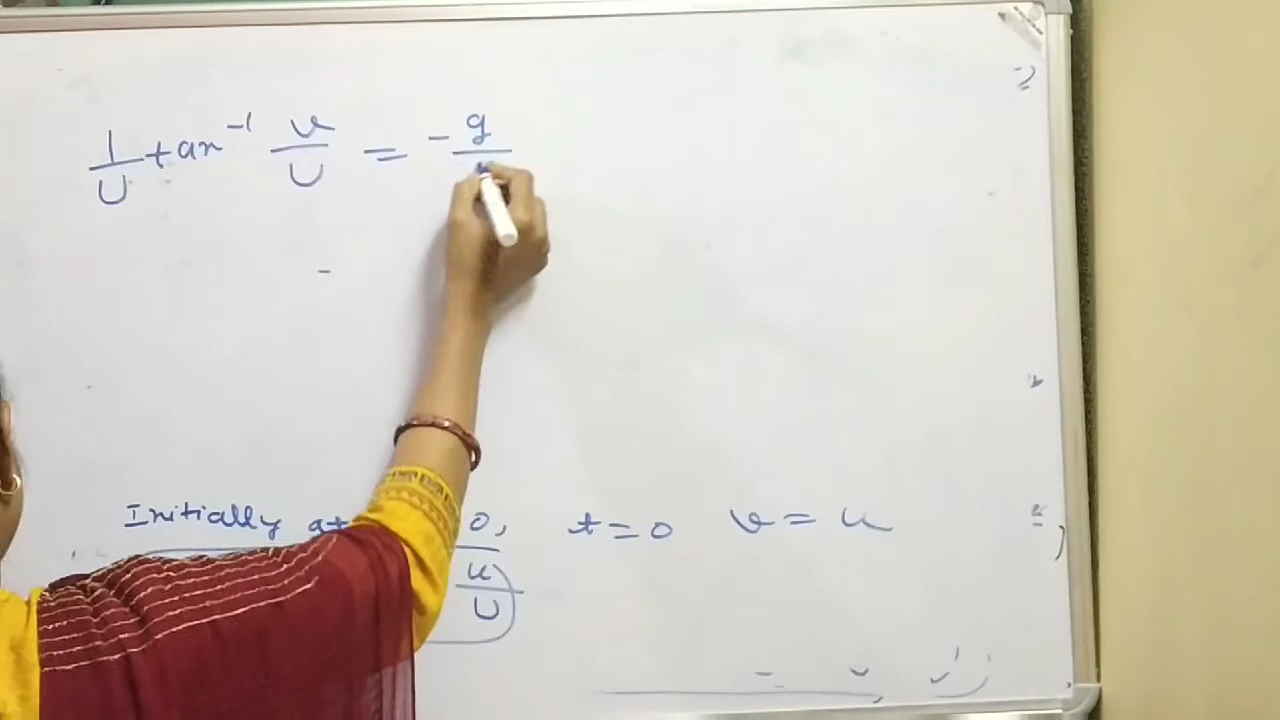 1/U tan⁻¹ v/U = - g/
Initially at 0, t=0 v=u
u/U